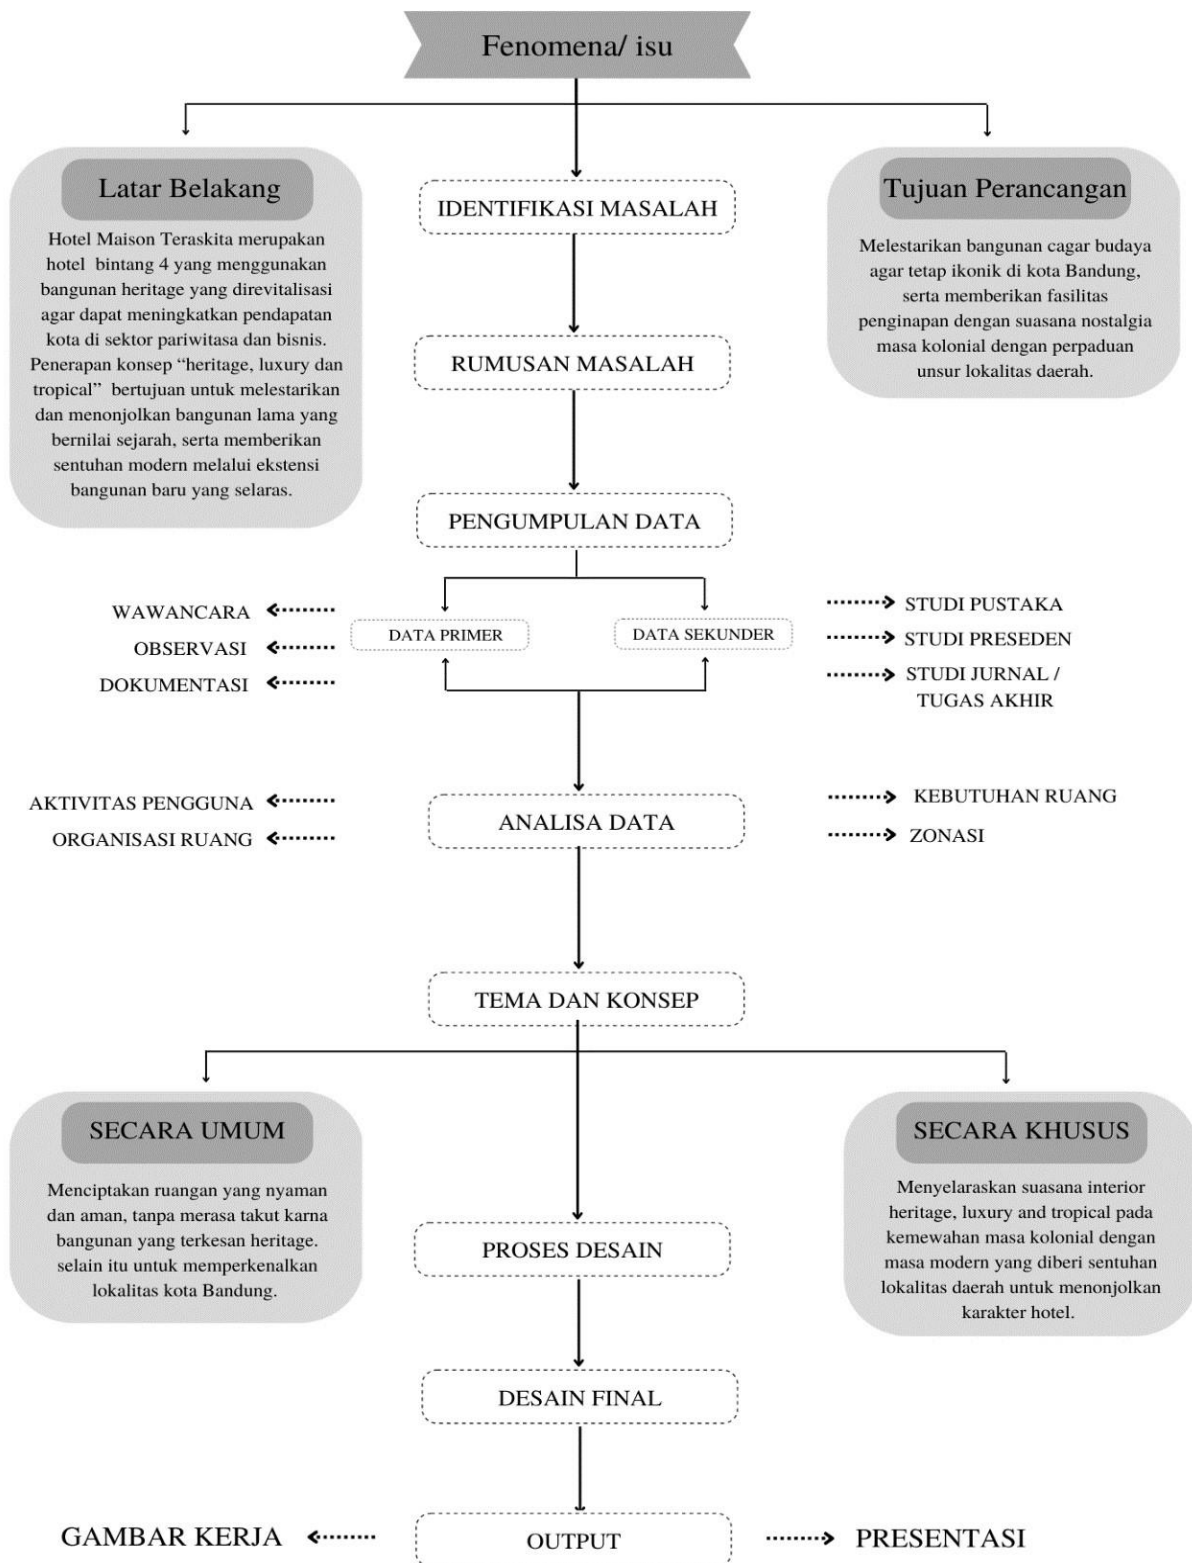 Fenomena/ isu
Latar Belakang
Hotel Maison Teraskita merupakan
hotel bintang 4 yang menggunakan
bangunan heritage yang direvitalisasi
agar dapat meningkatkan pendapatan
kota di sektor pariwitasa dan bisnis.
Penerapan konsep “heritage, luxury dan
tropical” bertujuan untuk melestarikan
dan menonjolkan bangunan lama yang
bernilai sejarah, serta memberikan
sentuhan modern melalui ekstensi
bangunan baru yang selaras.
IDENTIFIKASI MASALAH
Tujuan Perancangan
Melestarikan bangunan cagar budaya
agar tetap ikonik di kota Bandung,
serta memberikan fasilitas
penginapan dengan suasana nostalgia
masa kolonial dengan perpaduan
unsur lokalitas daerah.
RUMUSAN MASALAH
PENGUMPULAN DATA
WAWANCARA
OBSERVASI
DOKUMENTASI
DATA PRIMER
DATA SEKUNDER
STUDI PUSTAKA
STUDI PRESEDEN
STUDI JURNAL /
TUGAS AKHIR
AKTIVITAS PENGGUNA
ORGANISASI RUANG
ANALISA DATA
KEBUTUHAN RUANG
ZONASI
TEMA DAN KONSEP
SECARA UMUM
Menciptakan ruangan yang nyaman
dan aman, tanpa merasa takut karna
bangunan yang terkesan heritage.
selain itu untuk memperkenalkan
lokalitas kota Bandung.
SECARA KHUSUS
Menyelaraskan suasana interior
heritage, luxury and tropical pada
kemewahan masa kolonial dengan
masa modern yang diberi sentuhan
lokalitas daerah untuk menonjolkan
karakter hotel.
PROSES DESAIN
DESAIN FINAL
GAMBAR KERJA
OUTPUT
PRESENTASI